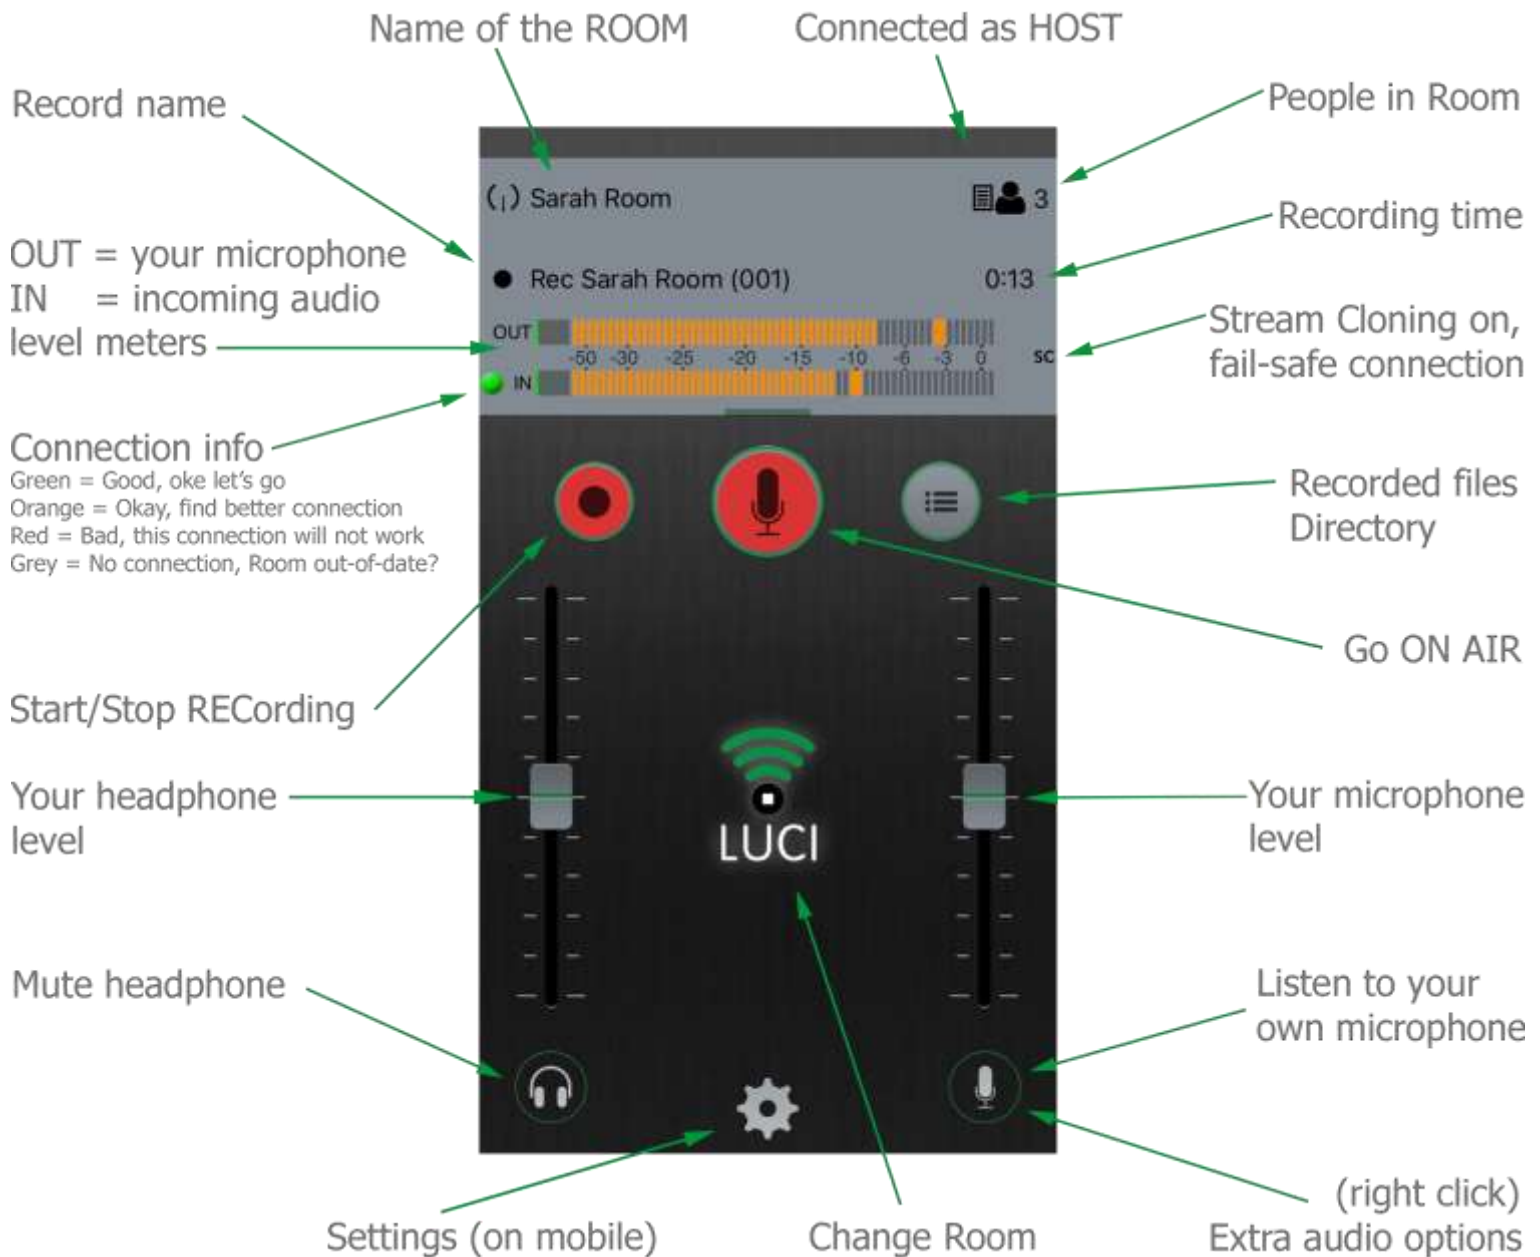 Name of the ROOM
Connected as HOST
Record name
People in Room
(ı) Sarah Room
3
Recording time
OUT = your microphone
IN = incoming audio
level meters
Rec Sarah Room (001)
0:13
Stream Cloning on,
fail-safe connection
OUT
-50 -30 -25 -20 -15 -10 -6 -3 0
SC
IN
Connection info
Green = Good, oke let's go
Orange = Okay, find better connection
Red = Bad, this connection will not work
Grey = No connection, Room out-of-date?
Recorded files
Directory
Go ON AIR
Start/Stop RECording
Your headphone
level
LUCI
Your microphone
level
Mute headphone
Listen to your
own microphone
Settings (on mobile)
Change Room
(right click)
Extra audio options